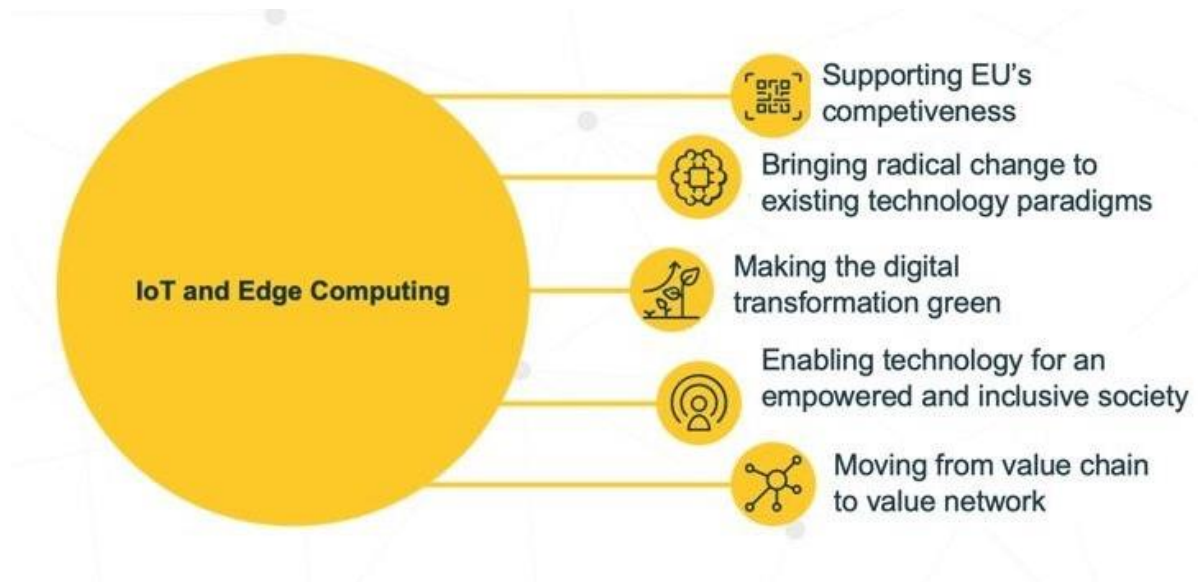 IoT and Edge Computing
Supporting EU's
competiveness
Bringing radical change to
existing technology paradigms
Making the digital
transformation green
Enabling technology for an
empowered and inclusive society
Moving from value chain
to value network